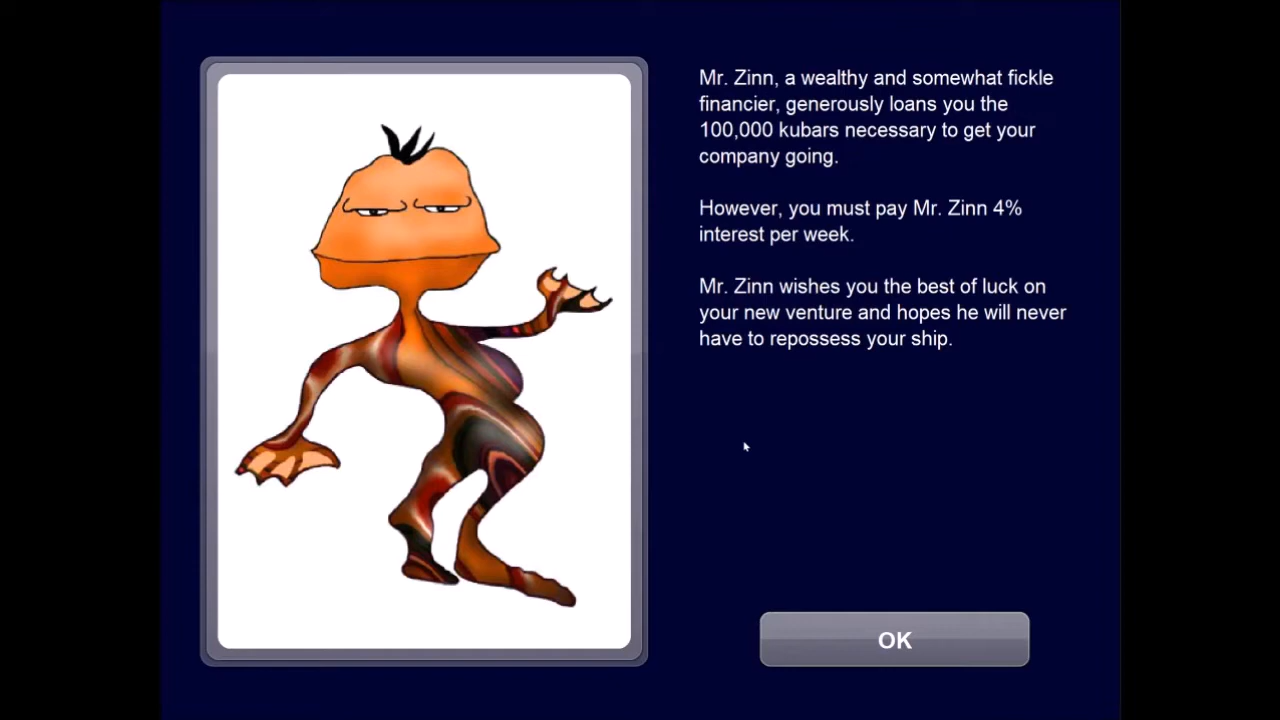 Mr. Zinn, a wealthy and somewhat fickle
financier, generously loans you the
100,000 kubars necessary to get your
company going.
However, you must pay Mr. Zinn 4%
interest per week.
Mr. Zinn wishes you the best of luck on
your new venture and hopes he will never
have to repossess your ship.
OK